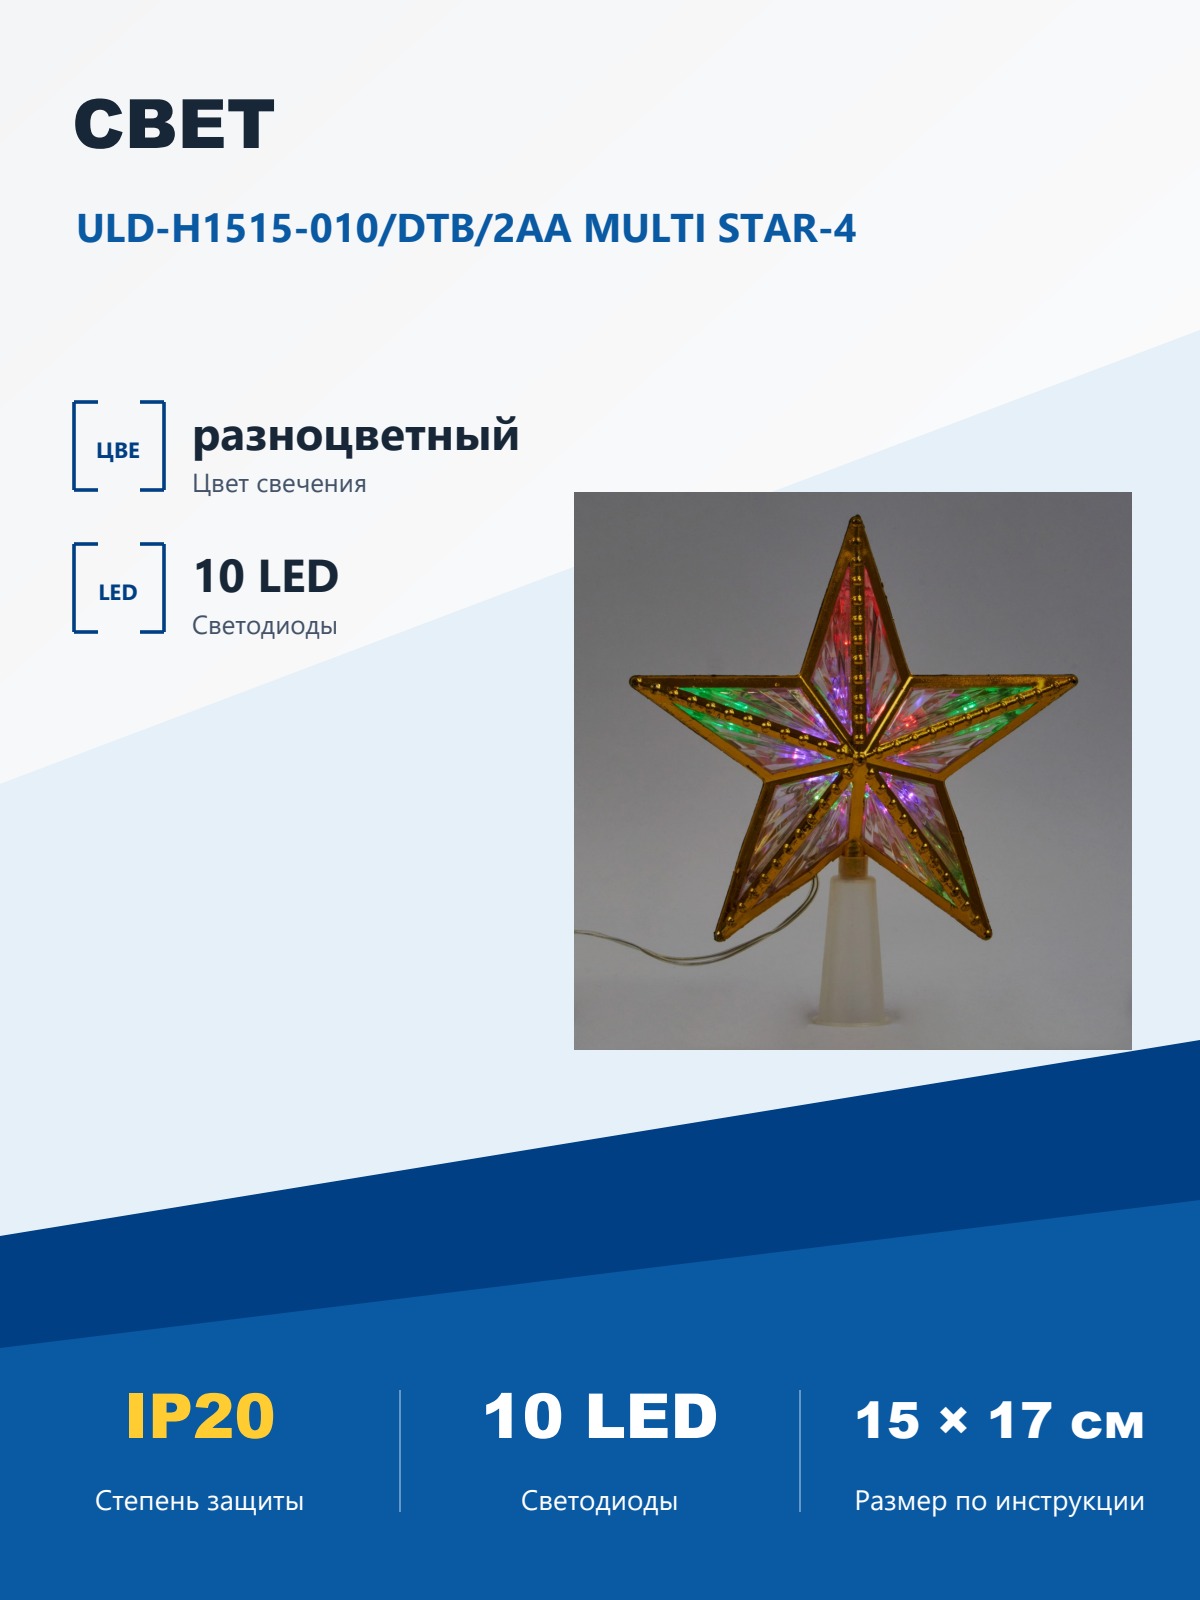 СВЕТ
ULD-H1515-010/DTB/2AA MULTI STAR-4
ЦВЕ
разноцветный
Цвет свечения
LED
10 LED
Светодиоды
IP20
Степень защиты
10 LED
Светодиоды
15 × 17 см
Размер по инструкции